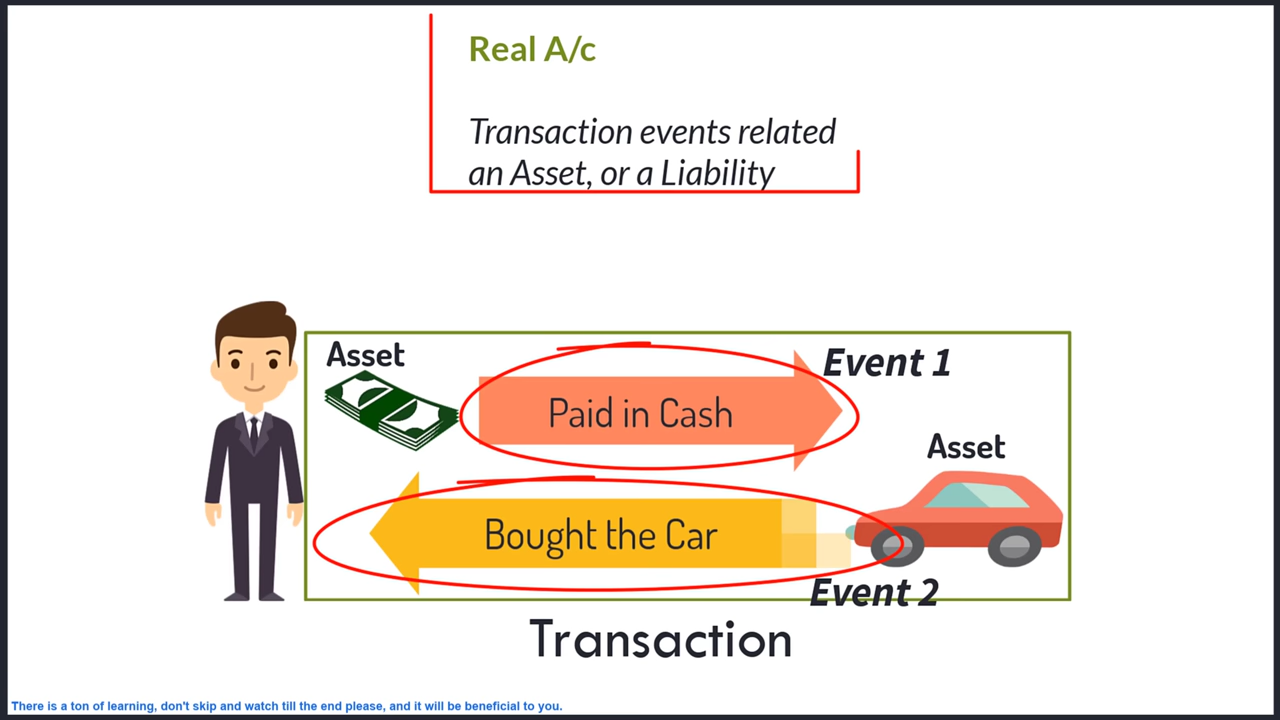 Real A/c
Transaction events related
an Asset, or a Liability
Asset
Event 1
Paid in Cash
Asset
Bought the Car
Event 2
Transaction
There is a ton of learning, don't skip and watch till the end please, and it will be beneficial to you.